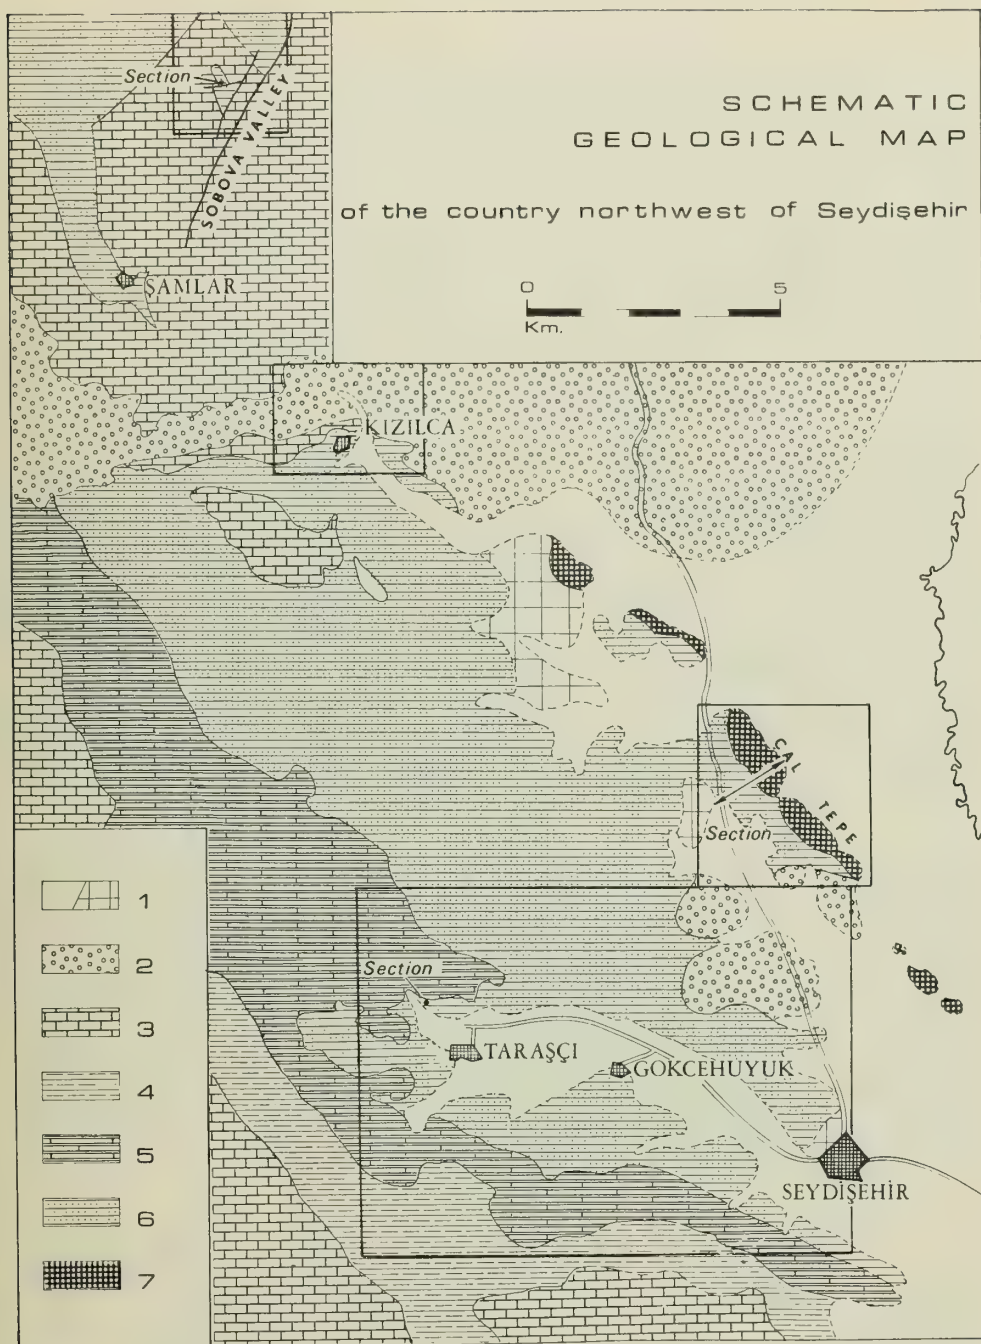 Section
SOBOVA VALLEY
SCHEMATIC
GEOLOGICAL MAP
of the country northwest of Seydişehir
0 5
Km.
ŞAMLAR
KIZILCA
ÇAL TEPE
Section
1
2
3
4
5
6
7
Section
TARAŞÇI
GÖKCEHUYUK
SEYDİŞEHİR